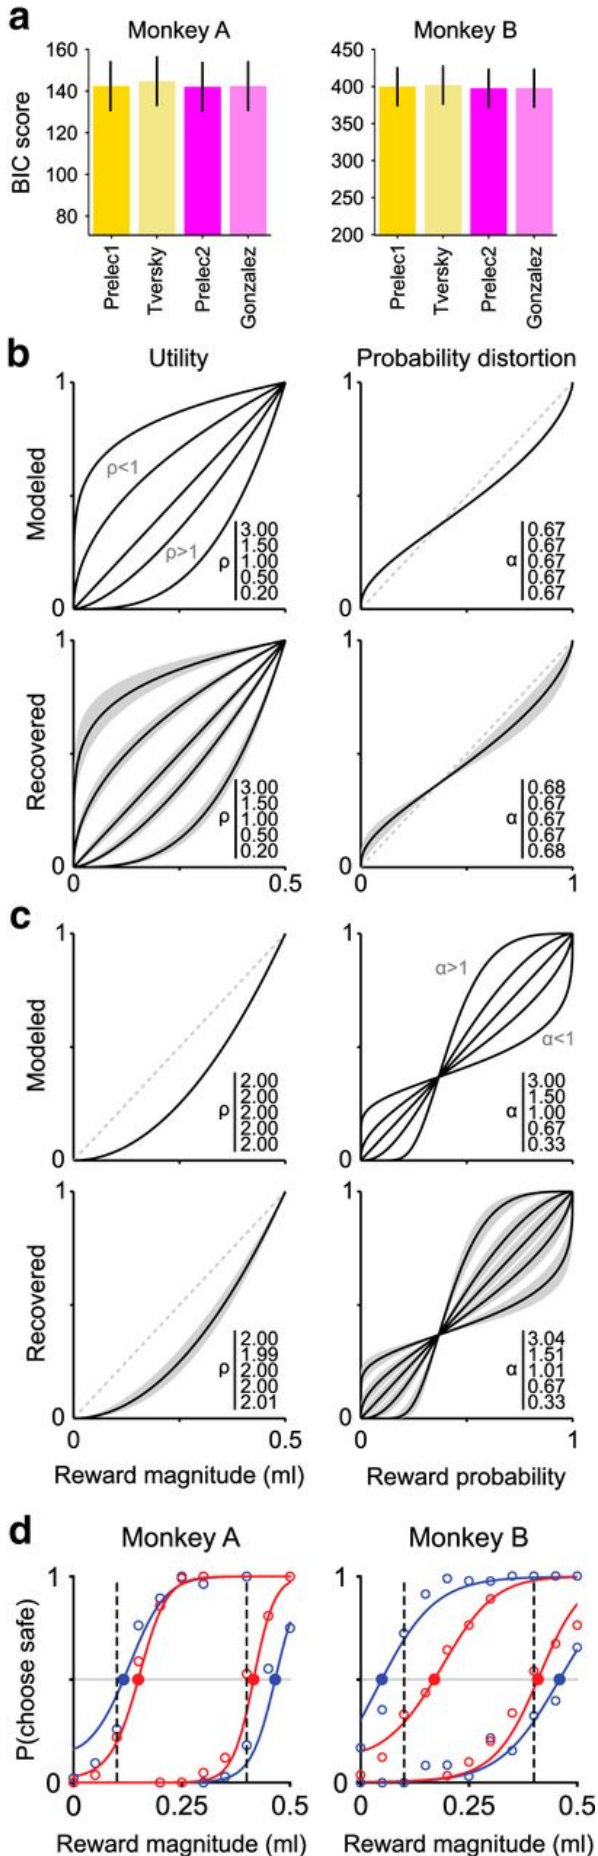 a
Monkey A
Monkey B
BIC score
160
140
120
100
80
450
400
350
300
250
200
Prelec1
Tversky
Prelec2
Gonzalez
Prelec1
Tversky
Prelec2
Gonzalez
b
Utility
Probability distortion
Modeled
1
0
ρ<1
ρ>1
ρ
3.00
1.50
1.00
0.50
0.20
1
0
α
0.67
0.67
0.67
0.67
0.67
Recovered
1
0
ρ
3.00
1.50
1.00
0.50
0.20
0
0.5
1
0
α
0.68
0.67
0.67
0.67
0.68
0
1
c
Modeled
1
0
ρ
2.00
2.00
2.00
2.00
2.00
1
0
α>1
α<1
α
3.00
1.50
1.00
0.67
0.33
Recovered
1
0
ρ
2.00
1.99
2.00
2.00
2.01
0
0.5
Reward magnitude (ml)
1
0
α
3.04
1.51
1.01
0.67
0.33
0
1
Reward probability
d
Monkey A
Monkey B
P(choose safe)
1
0
0
0.25
0.5
Reward magnitude (ml)
1
0
0
0.25
0.5
Reward magnitude (ml)